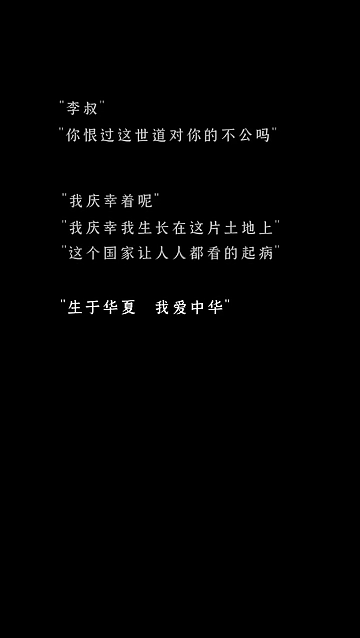 "李叔"
"你恨过这世道对你的不公吗"
"我庆幸着呢"
"我庆幸我生长在这片土地上"
"这个国家让人人都看的起病"
"生于华夏　我爱中华"